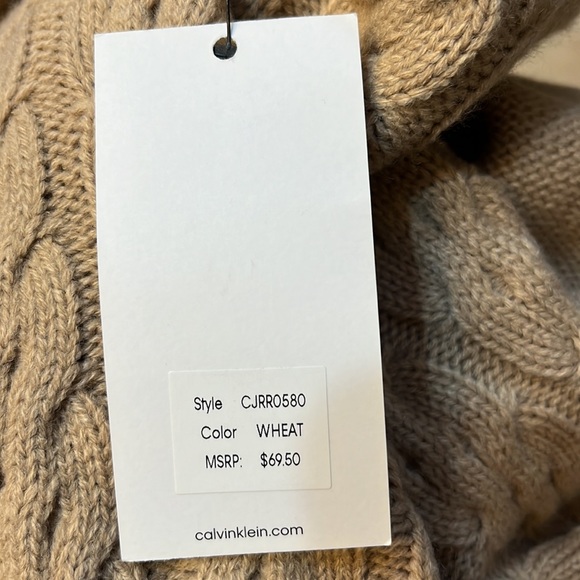 Style CJRR0580
Color WHEAT
MSRP: $69.50
calvinklein.com